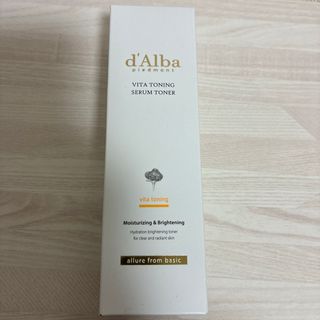 d'Alba
piedmont
VITA TONING
SERUM TONER
vita toning
Moisturizing & Brightening
Hydration brightening toner
for clear and radiant skin
allure from basic